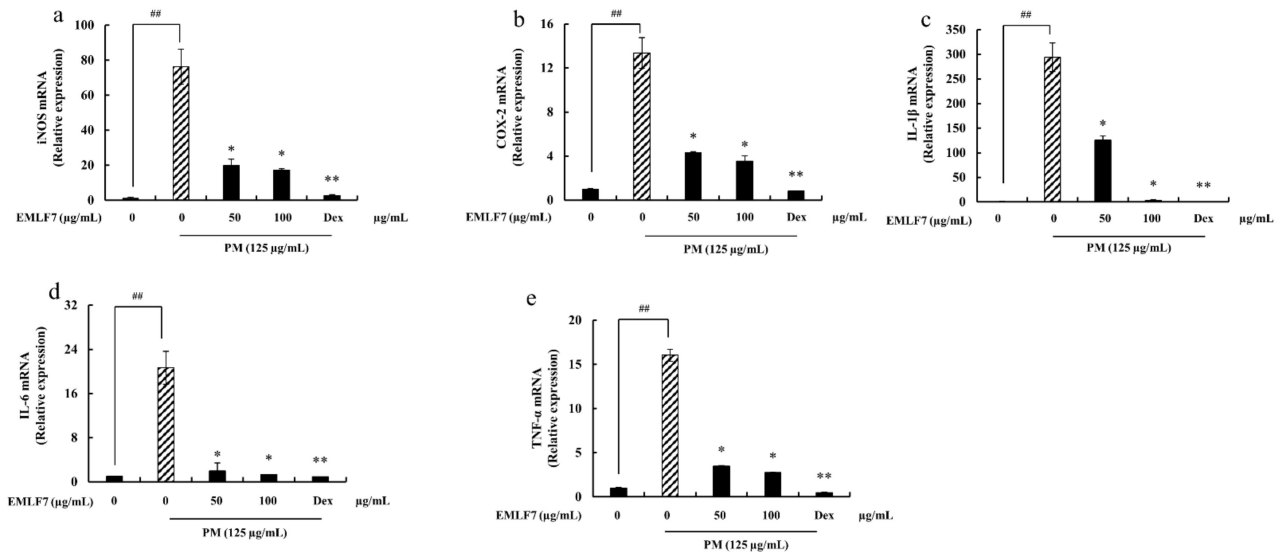 a
##
iNOS mRNA
(Relative expression)
100
80
60
40
20
0
*
*
**
EMLF7 (μg/mL) 0 0 50 100 Dex μg/mL
PM (125 μg/mL)
b
##
COX-2 mRNA
(Relative expression)
16
12
8
4
0
*
*
**
0 0 50 100 Dex μg/mL
EMLF7 (μg/mL)
PM (125 μg/mL)
c
##
IL-1β mRNA
(Relative expression)
350
300
250
200
150
100
50
0
*
*
**
EMLF7 (μg/mL) 0 0 50 100 Dex μg/mL
PM (125 μg/mL)
d
##
IL-6 mRNA
(Relative expression)
32
24
16
8
0
*
*
**
EMLF7 (μg/mL) 0 0 50 100 Dex μg/mL
PM (125 μg/mL)
e
##
TNF-α mRNA
(Relative expression)
20
15
10
5
0
*
*
**
EMLF7 (μg/mL) 0 0 50 100 Dex μg/mL
PM (125 μg/mL)